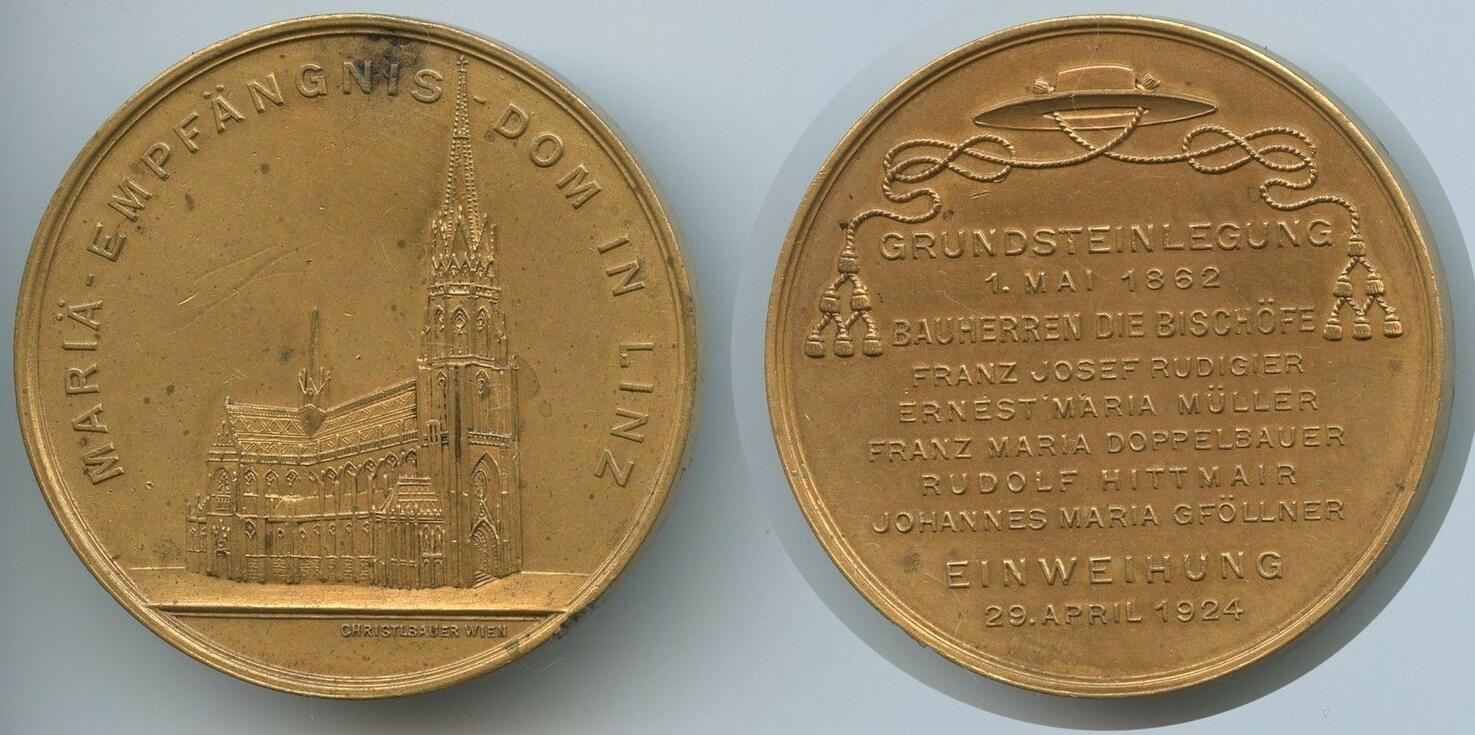 MARIÄ-EMPFÄNGNIS-DOM IN LINZ
CHRISTLBAUER WIEN
GRUNDSTEINLEGUNG
1. MAI 1862
BAUHERREN DIE BISCHÖFE
FRANZ JOSEF RUDIGIER
ERNEST MARIA MÜLLER
FRANZ MARIA DOPPELBAUER
RUDOLF HITTMAIR
JOHANNES MARIA GFÖLLNER
EINWEIHUNG
29. APRIL 1924